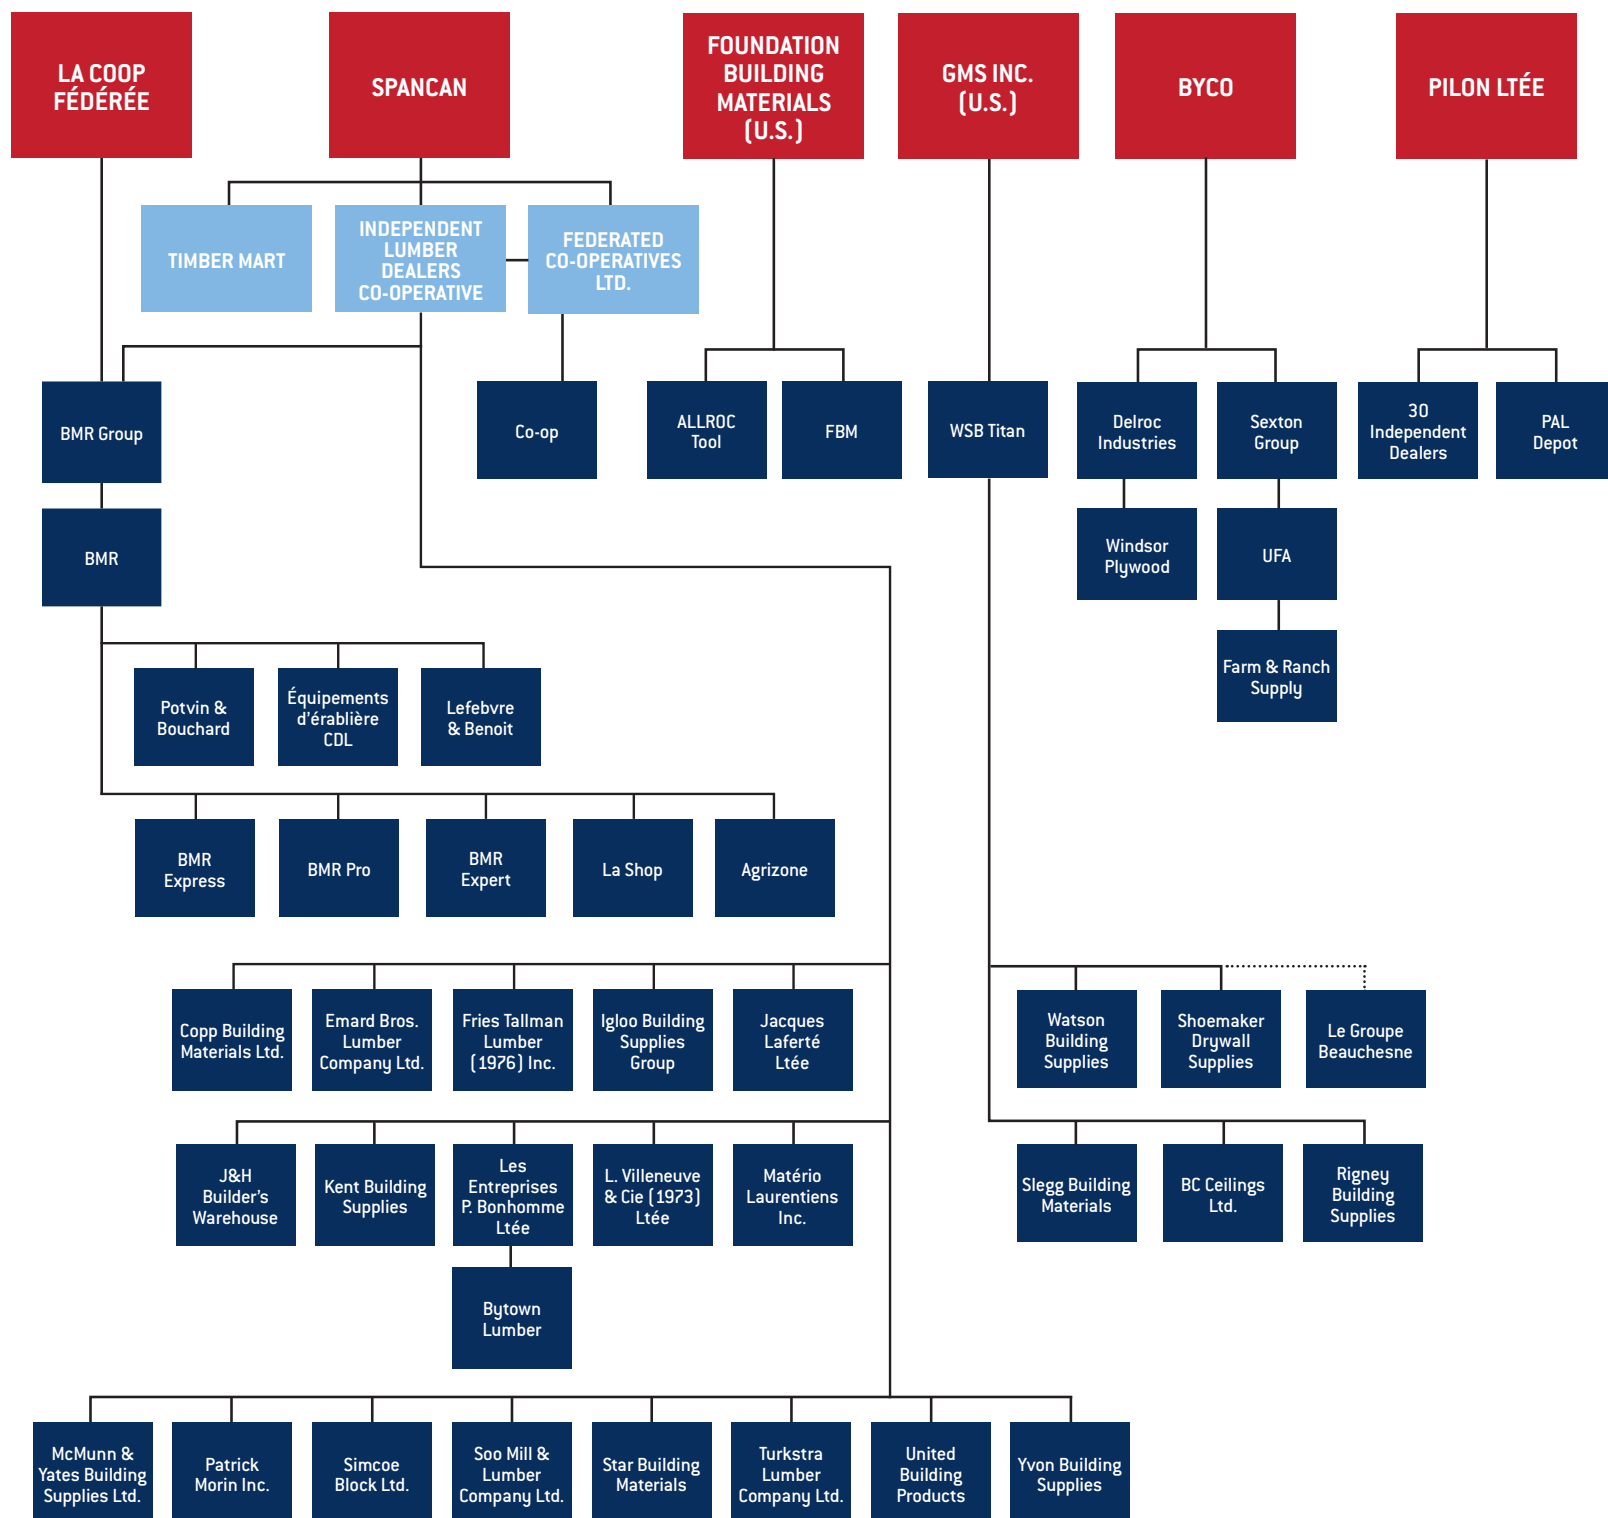 LA COOP
FÉDÉRÉE
SPANCAN
FOUNDATION
BUILDING
MATERIALS
(U.S.)
GMS INC.
(U.S.)
BYCO
PILON LTÉE
TIMBER MART
INDEPENDENT
LUMBER
DEALERS
CO-OPERATIVE
FEDERATED
CO-OPERATIVES
LTD.
BMR Group
Co-op
ALLROC
Tool
FBM
WSB Titan
Delroc
Industries
Sexton
Group
30
Independent
Dealers
PAL
Depot
BMR
Windsor
Plywood
UFA
Farm & Ranch
Supply
Potvin &
Bouchard
Équipements
d'érablière
CDL
Lefebvre
& Benoit
BMR
Express
BMR Pro
BMR
Expert
La Shop
Agrizone
Copp Building
Materials Ltd.
Emard Bros.
Lumber
Company Ltd.
Fries Tallman
Lumber
(1976) Inc.
Igloo Building
Supplies
Group
Jacques
Laferté
Ltée
Watson
Building
Supplies
Shoemaker
Drywall
Supplies
Le Groupe
Beauchesne
J&H
Builder's
Warehouse
Kent Building
Supplies
Les
Entreprises
P. Bonhomme
Ltée
L. Villeneuve
& Cie (1973)
Ltée
Matério
Laurentiens
Inc.
Slegg Building
Materials
BC Ceilings
Ltd.
Rigney
Building
Supplies
Bytown
Lumber
McMunn &
Yates Building
Supplies Ltd.
Patrick
Morin Inc.
Simcoe
Block Ltd.
Soo Mill &
Lumber
Company Ltd.
Star Building
Materials
Turkstra
Lumber
Company Ltd.
United
Building
Products
Yvon Building
Supplies